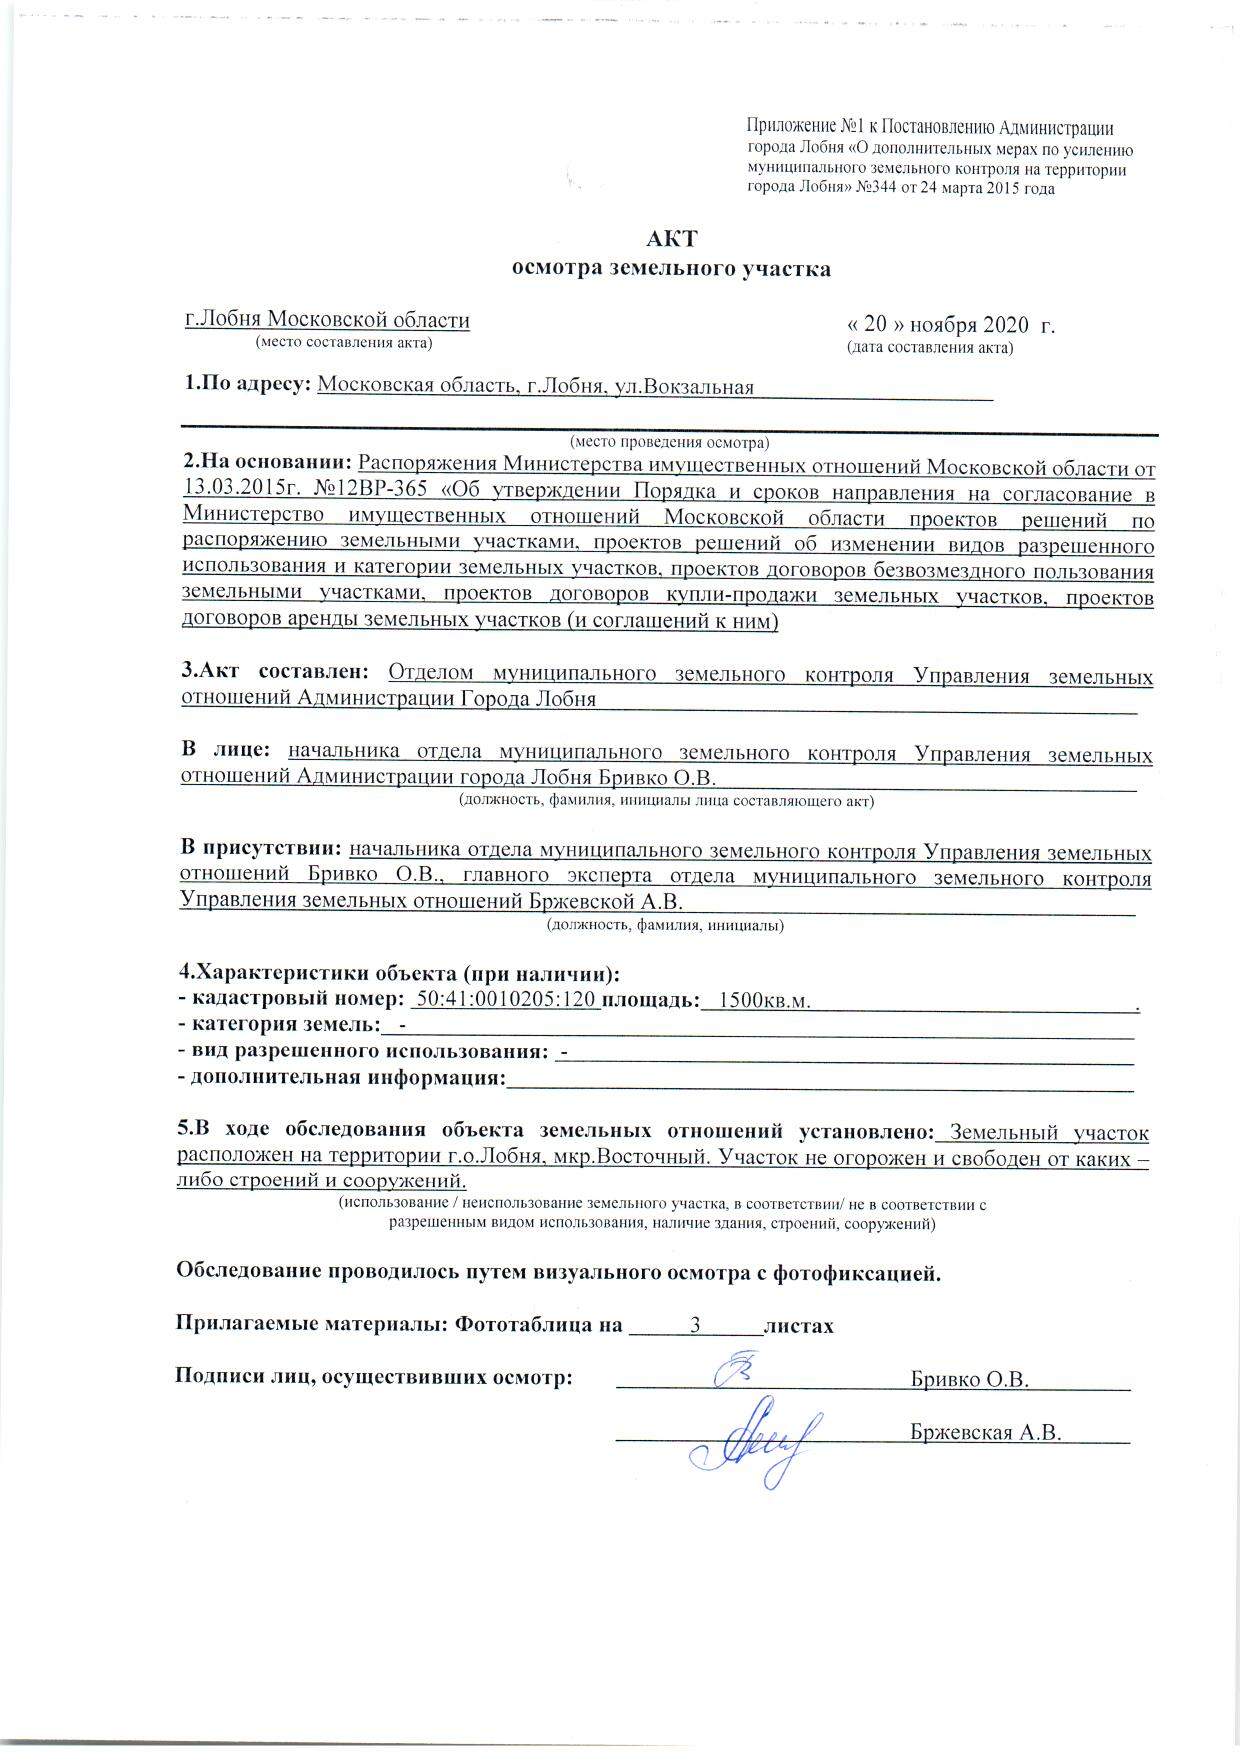 Приложение №1 к Постановлению Администрации
города Лобня «О дополнительных мерах по усилению
муниципального земельного контроля на территории
города Лобня» №344 от 24 марта 2015 года
АКТ
осмотра земельного участка
г.Лобня Московской области « 20 » ноября 2020 г.
(место составления акта) (дата составления акта)
1.По адресу: Московская область, г.Лобня, ул.Вокзальная
(место проведения осмотра)
2.На основании: Распоряжения Министерства имущественных отношений Московской области от
13.03.2015г. №12ВР-365 «Об утверждении Порядка и сроков направления на согласование в
Министерство имущественных отношений Московской области проектов решений по
распоряжению земельными участками, проектов решений об изменении видов разрешенного
использования и категории земельных участков, проектов договоров безвозмездного пользования
земельными участками, проектов договоров купли-продажи земельных участков, проектов
договоров аренды земельных участков (и соглашений к ним)
3.Акт составлен: Отделом муниципального земельного контроля Управления земельных
отношений Администрации Города Лобня
В лице: начальника отдела муниципального земельного контроля Управления земельных
отношений Администрации города Лобня Бривко О.В.
(должность, фамилия, инициалы лица составляющего акт)
В присутствии: начальника отдела муниципального земельного контроля Управления земельных
отношений Бривко О.В., главного эксперта отдела муниципального земельного контроля
Управления земельных отношений Бржевской А.В.
(должность, фамилия, инициалы)
4.Характеристики объекта (при наличии):
- кадастровый номер: 50:41:0010205:120 площадь: 1500кв.м. .
- категория земель: -
- вид разрешенного использования: -
- дополнительная информация:
5.В ходе обследования объекта земельных отношений установлено: Земельный участок
расположен на территории г.о.Лобня, мкр.Восточный. Участок не огорожен и свободен от каких –
либо строений и сооружений.
(использование / неиспользование земельного участка, в соответствии/ не в соответствии с
разрешенным видом использования, наличие здания, строений, сооружений)
Обследование проводилось путем визуального осмотра с фотофиксацией.
Прилагаемые материалы: Фототаблица на 3 листах
Подписи лиц, осуществивших осмотр: Бривко О.В.
Бржевская А.В.